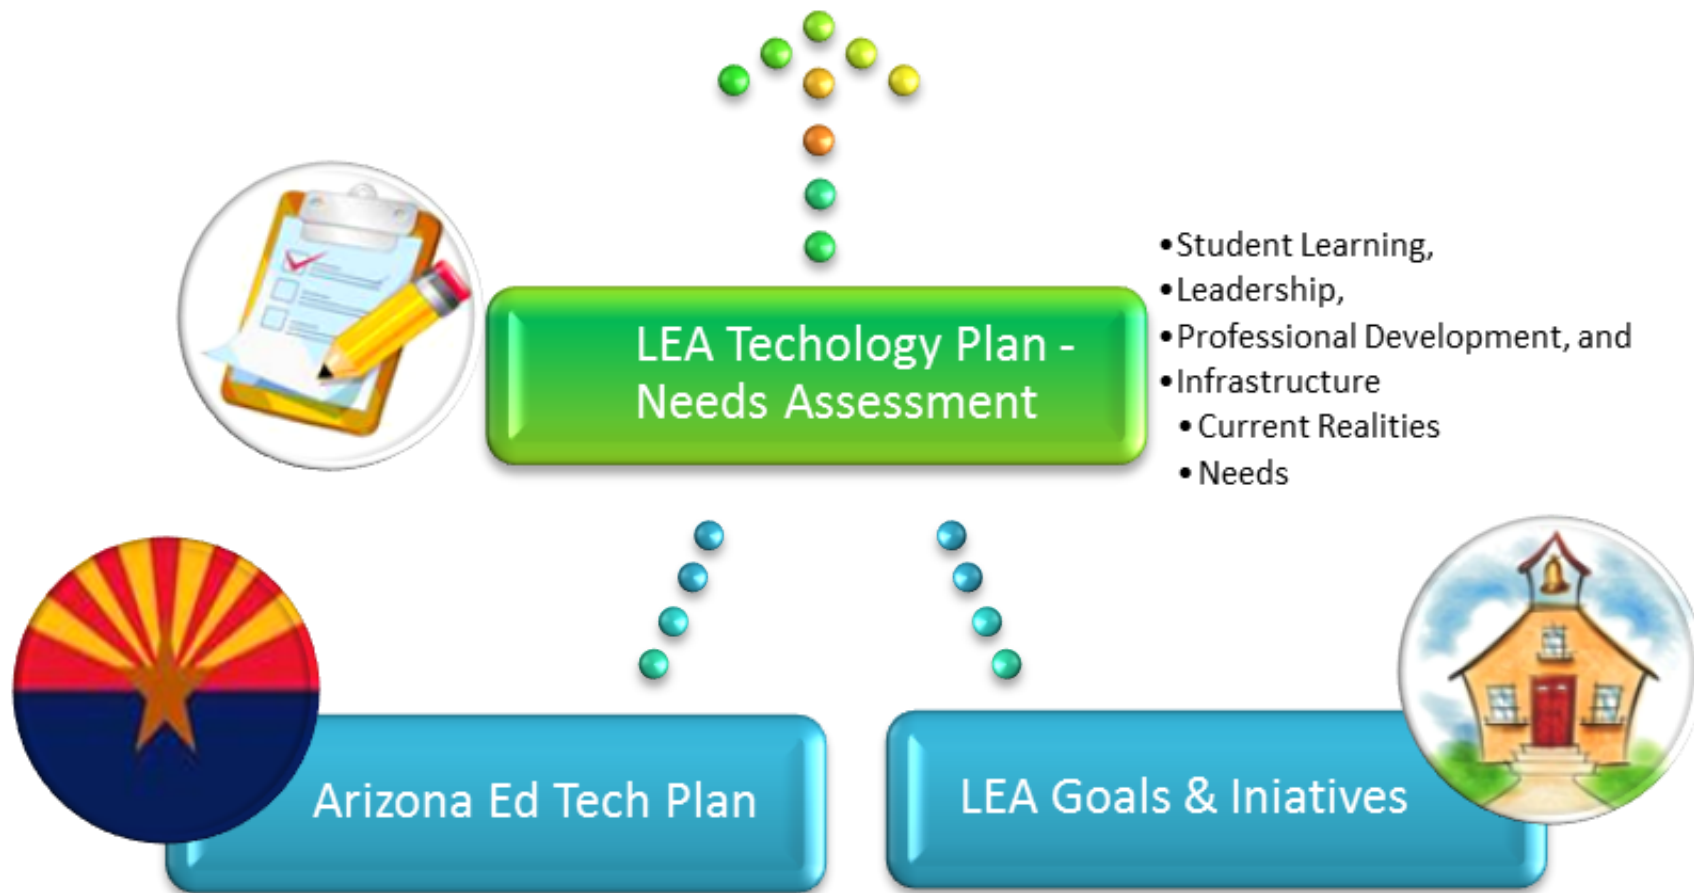 LEA Techology Plan -
Needs Assessment
•Student Learning,
•Leadership,
•Professional Development, and
•Infrastructure
•Current Realities
•Needs
Arizona Ed Tech Plan
LEA Goals & Iniatives